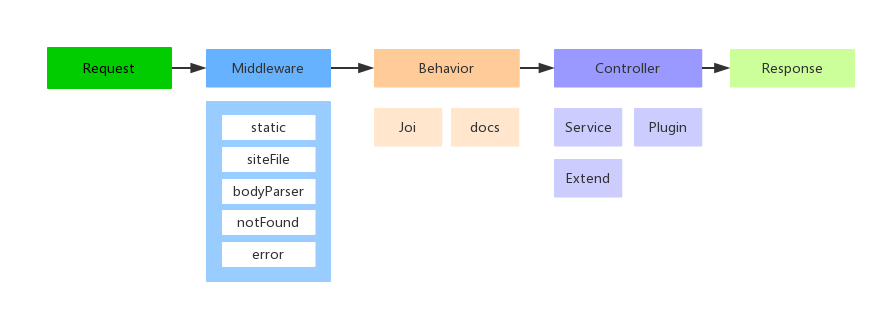 Request
Middleware
Behavior
Controller
Response
static
siteFile
bodyParser
notFound
error
Joi
docs
Service
Plugin
Extend